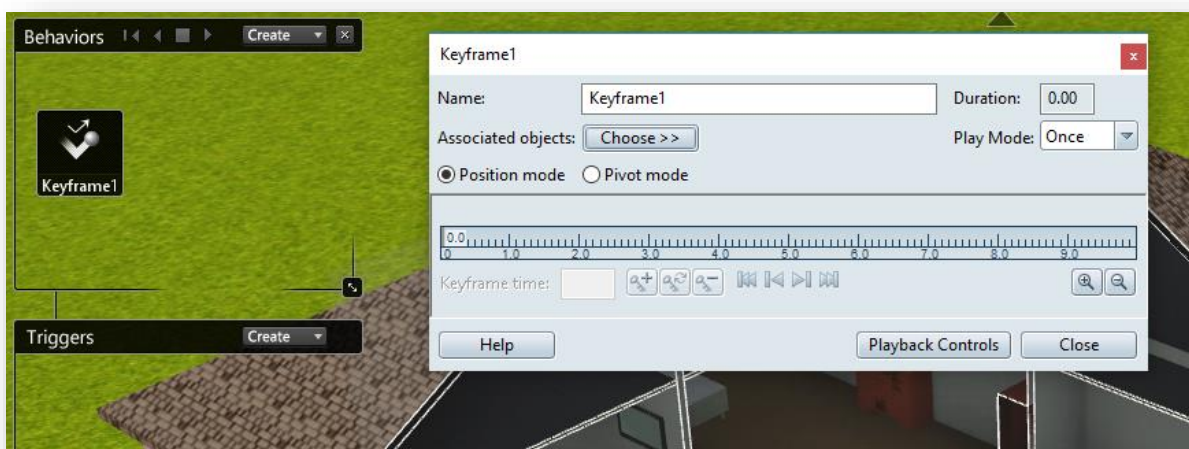 Behaviors Create
Keyframe1
Triggers Create
Keyframe1
Name: Keyframe1 Duration: 0.00
Associated objects: Choose >> Play Mode: Once
Position mode Pivot mode
0.0
0 1.0 2.0 3.0 4.0 5.0 6.0 7.0 8.0 9.0
Keyframe time:
Help Playback Controls Close